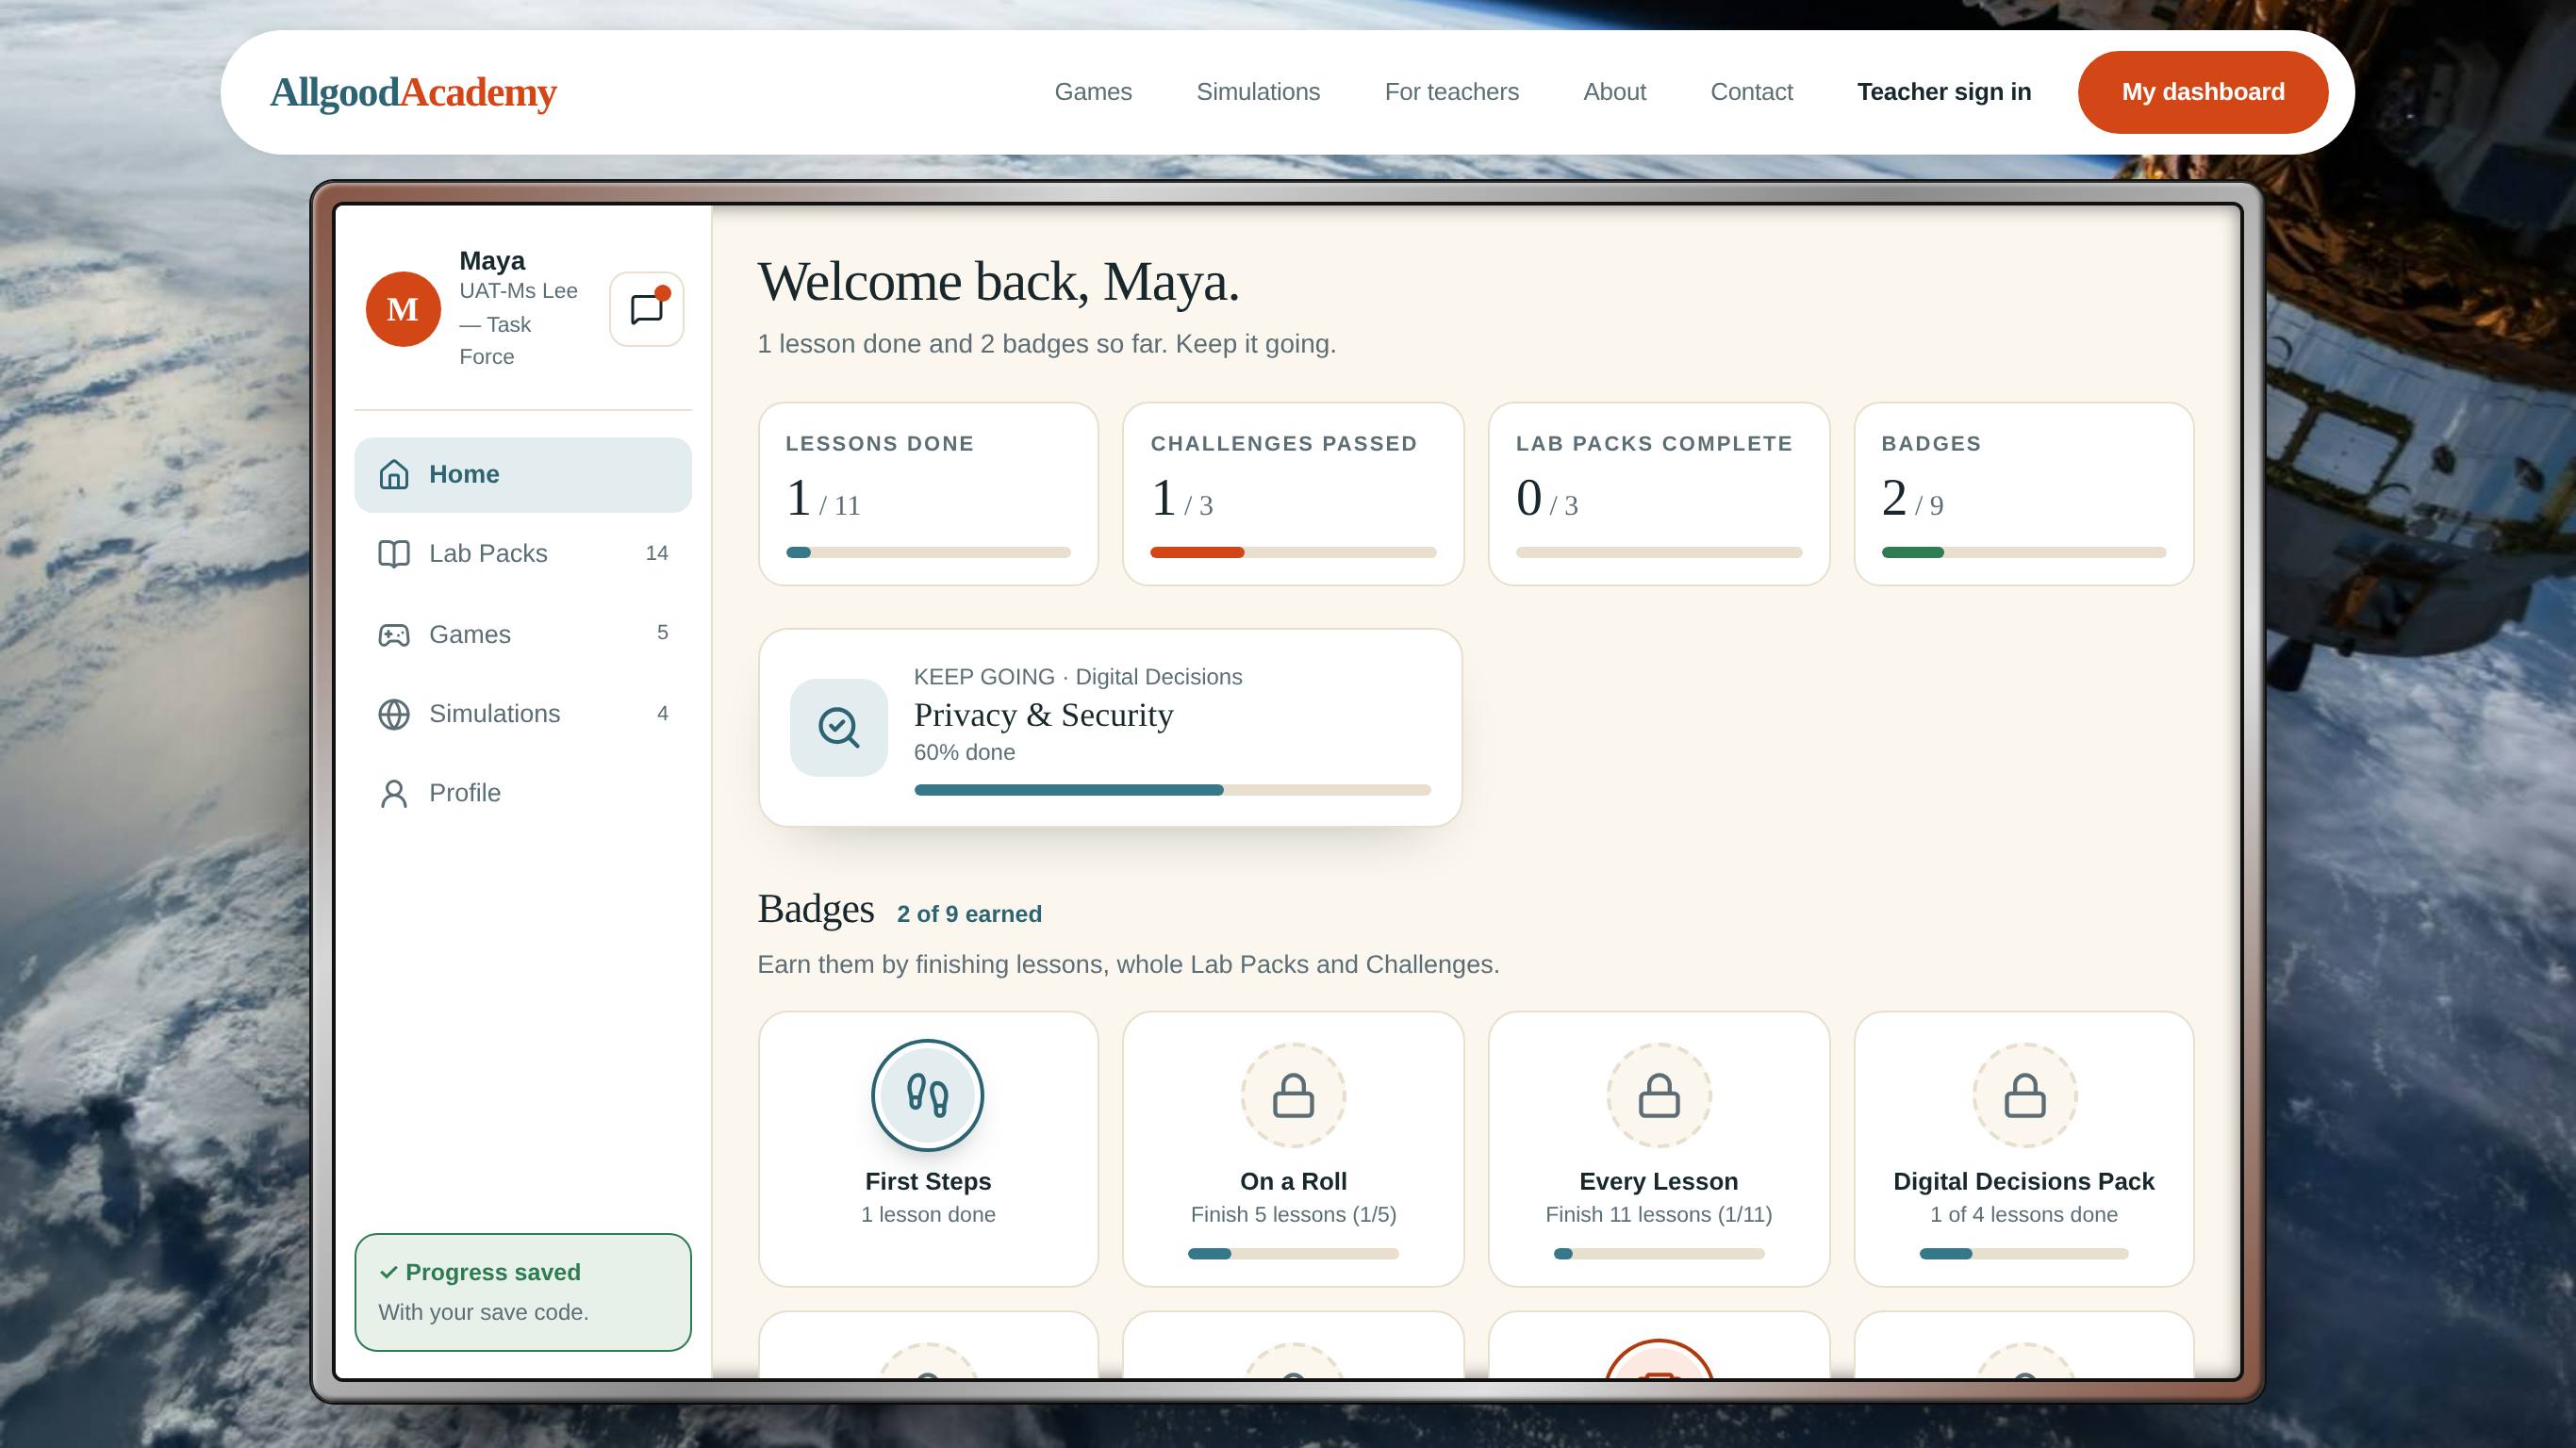 AllgoodAcademy
Games
Simulations
For teachers
About
Contact
Teacher sign in
My dashboard
M
Maya
UAT-Ms Lee
— Task
Force
Home
Lab Packs 14
Games 5
Simulations 4
Profile
Progress saved
With your save code.
Welcome back, Maya.
1 lesson done and 2 badges so far. Keep it going.
LESSONS DONE
1 / 11
CHALLENGES PASSED
1 / 3
LAB PACKS COMPLETE
0 / 3
BADGES
2 / 9
KEEP GOING · Digital Decisions
Privacy & Security
60% done
Badges 2 of 9 earned
Earn them by finishing lessons, whole Lab Packs and Challenges.
First Steps
1 lesson done
On a Roll
Finish 5 lessons (1/5)
Every Lesson
Finish 11 lessons (1/11)
Digital Decisions Pack
1 of 4 lessons done